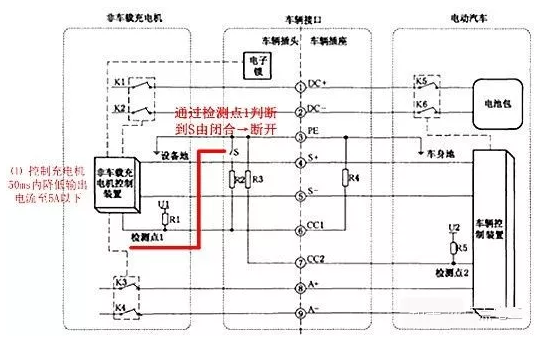 非车载充电机
车辆接口
电动汽车
车辆插头
车辆插座
电子
锁
K1
K2
DC+
DC-
K5
K6
电池包
通过检测点1判断
到S由闭合→断开
PE
设备地
车身地
(1) 控制充电机
50ms内降低输出
电流至5A以下
非车载充
电机控制
装置
S
S+
S-
R2
R3
R4
U1
R1
检测点1
CC1
U2
R5
车辆控
制装置
CC2
检测点2
K3
K4
A+
A-
①
②
③
④
⑤
⑥
⑦
⑧
⑨